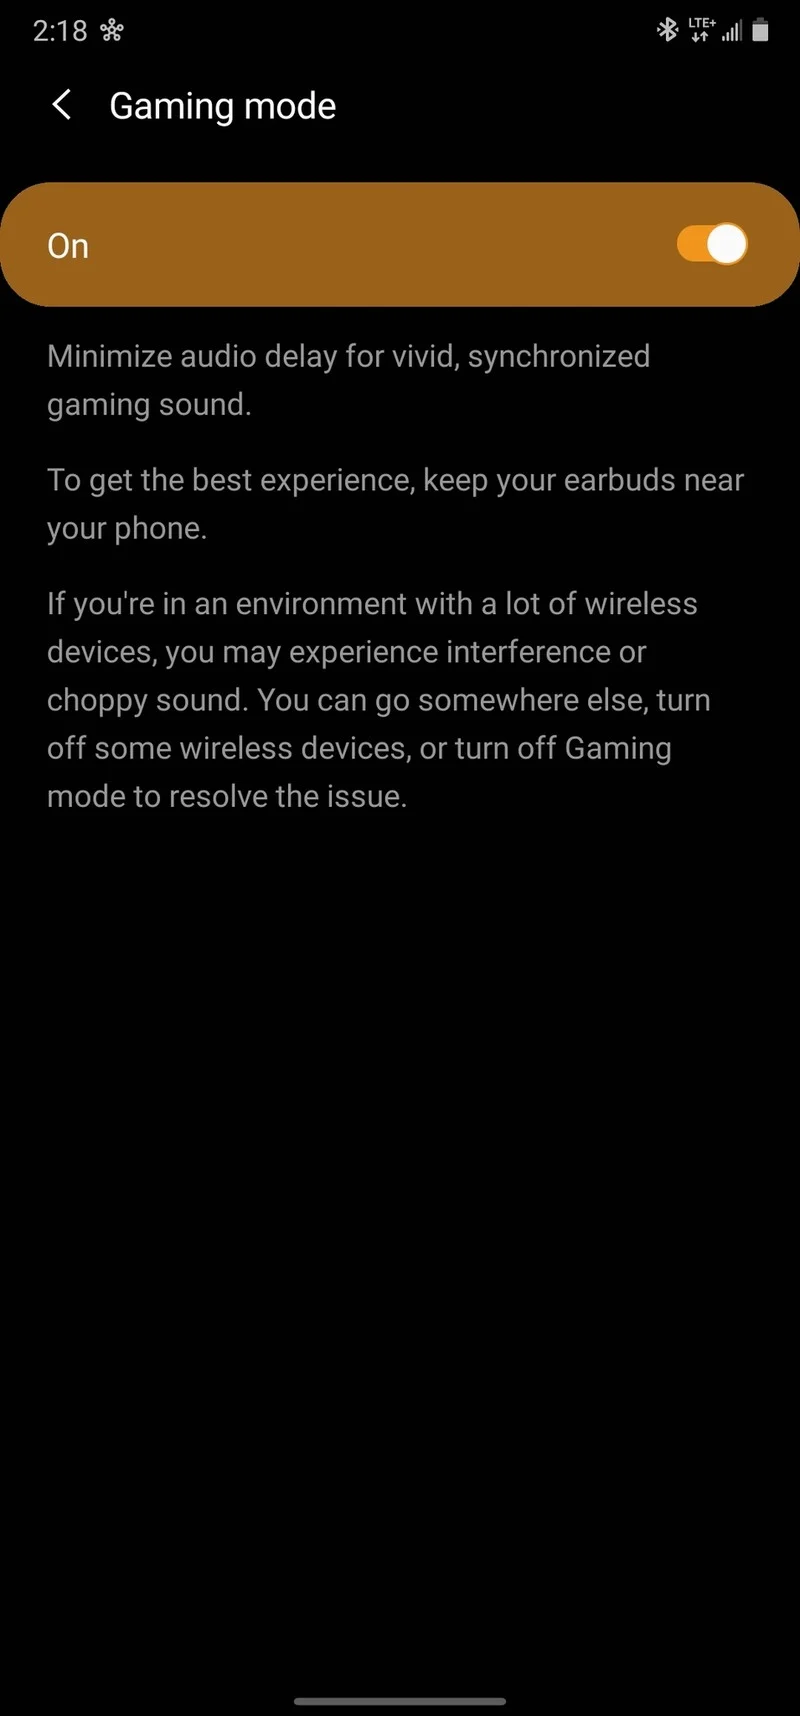 2:18
LTE+
Gaming mode
On
Minimize audio delay for vivid, synchronized
gaming sound.
To get the best experience, keep your earbuds near
your phone.
If you're in an environment with a lot of wireless
devices, you may experience interference or
choppy sound. You can go somewhere else, turn
off some wireless devices, or turn off Gaming
mode to resolve the issue.